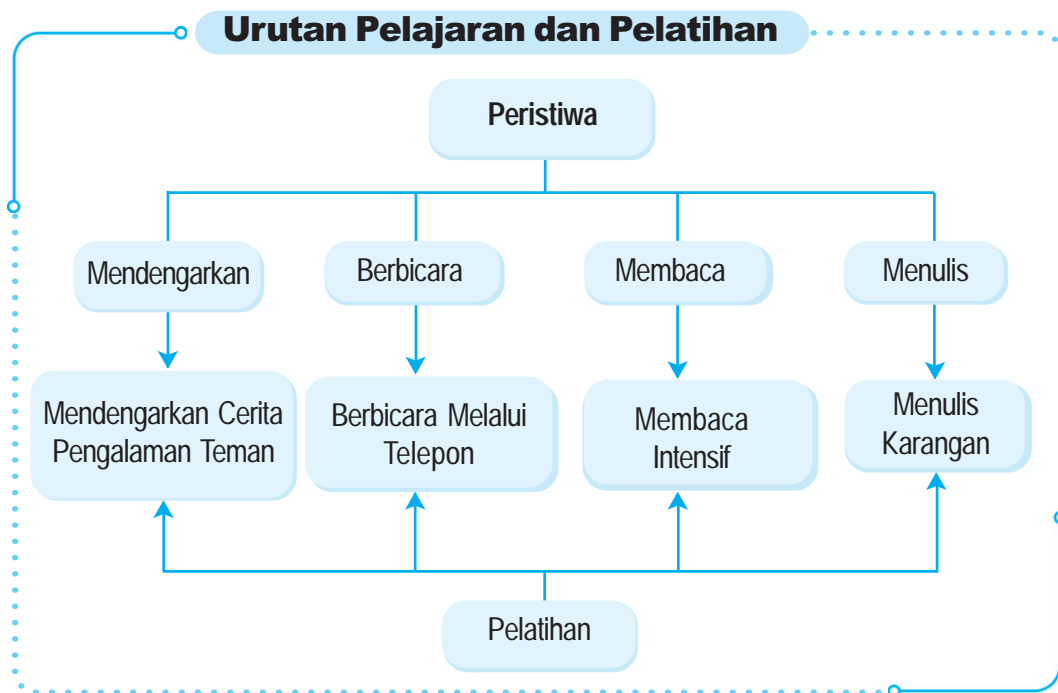 Urutan Pelajaran dan Pelatihan
Peristiwa
Mendengarkan
Berbicara
Membaca
Menulis
Mendengarkan Cerita
Pengalaman Teman
Berbicara Melalui
Telepon
Membaca
Intensif
Menulis
Karangan
Pelatihan